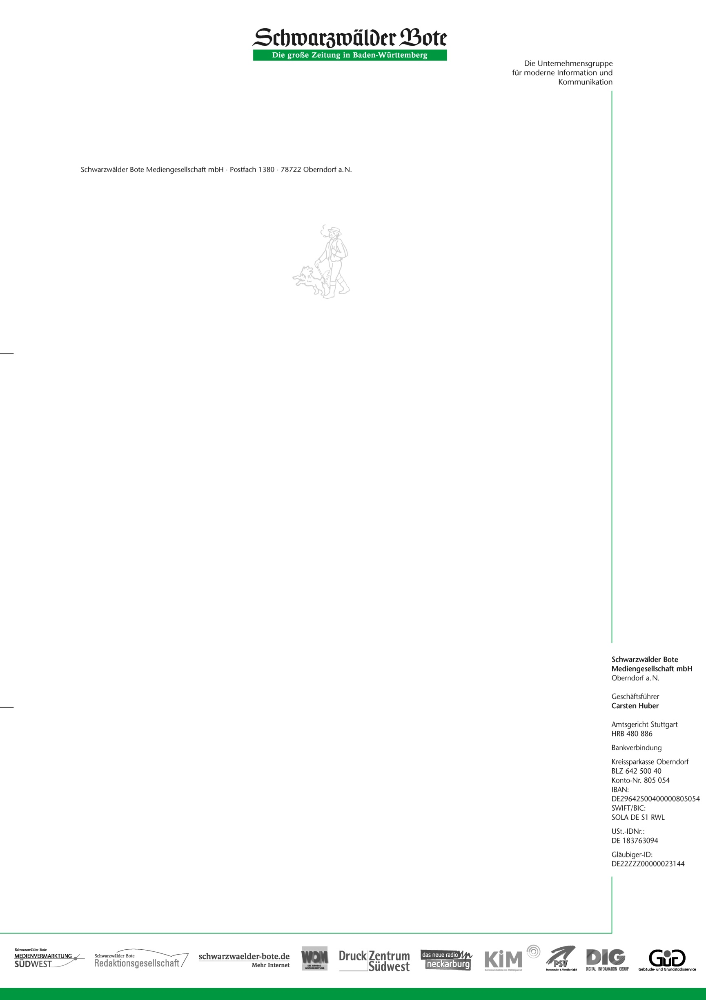 Schwarzwälder Bote
Die große Zeitung in Baden-Württemberg
Die Unternehmensgruppe
für moderne Information und
Kommunikation
Schwarzwälder Bote Mediengesellschaft mbH · Postfach 1380 · 78722 Oberndorf a.N.
Schwarzwälder Bote
Mediengesellschaft mbH
Oberndorf a.N.
Geschäftsführer
Carsten Huber
Amtsgericht Stuttgart
HRB 480 886
Bankverbindung
Kreissparkasse Oberndorf
BLZ 642 500 40
Konto-Nr. 805 054
IBAN:
DE29642500400000805054
SWIFT/BIC:
SOLA DE S1 RWL
USt.-IDNr.:
DE 183763094
Gläubiger-ID:
DE22ZZZ00000023144
Schwarzwälder Bote
MEDIENVERMARKTUNG
SÜDWEST
Schwarzwälder Bote
Redaktionsgesellschaft
schwarzwaelder-bote.de
Mehr Internet
WOM
DIE GROSSE
WOCHENZEITUNG
DruckZentrum
Südwest
das neue radio
neckarburg
KiM
Kommunikation im Mittelpunkt
PSV
Presseservice- & Vertriebs-GmbH
DIG
DIGITAL INFORMATION GROUP
GuG
Gebäude- und Grundstücksservice